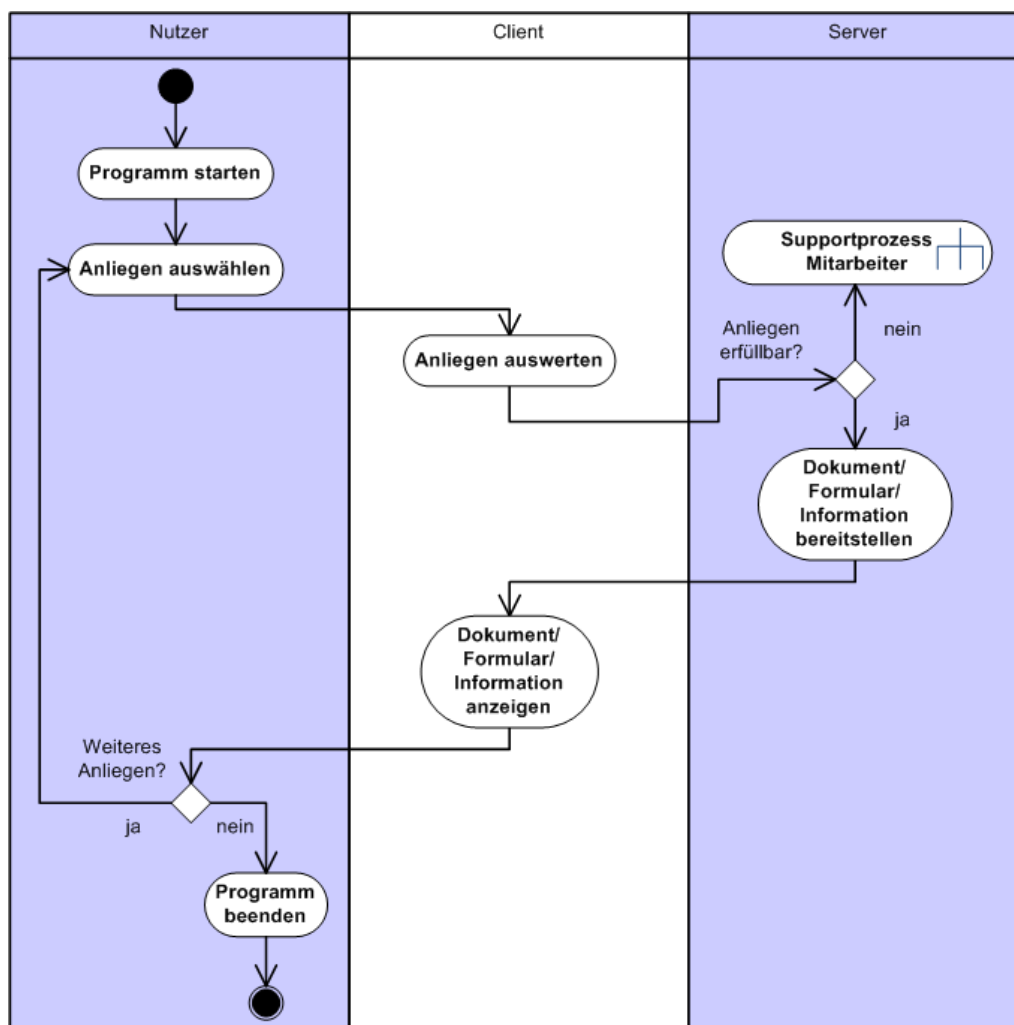 Nutzer
Client
Server
Programm starten
Anliegen auswählen
Supportprozess
Mitarbeiter
Anliegen
erfüllbar?
nein
Anliegen auswerten
ja
Dokument/
Formular/
Information
bereitstellen
Dokument/
Formular/
Information
anzeigen
Weiteres
Anliegen?
ja
nein
Programm
beenden